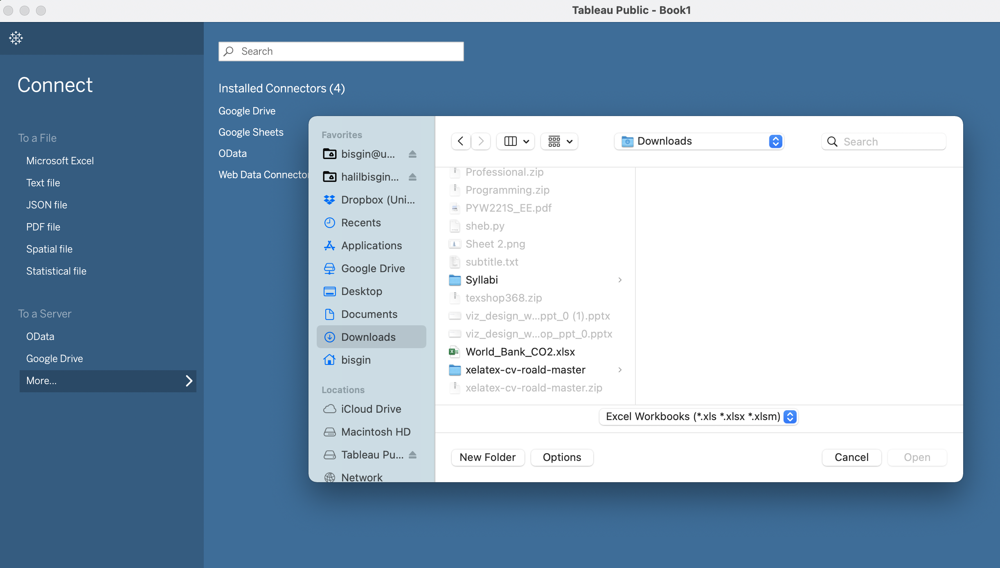 Tableau Public - Book1
Connect
To a File
Microsoft Excel
Text file
JSON file
PDF file
Spatial file
Statistical file
To a Server
OData
Google Drive
More...
Search
Installed Connectors (4)
Google Drive
Google Sheets
OData
Web Data Connector
Favorites
bisgin@u...
halilbisgin...
Dropbox (Uni...
Recents
Applications
Google Drive
Desktop
Documents
Downloads
bisgin
Locations
iCloud Drive
Macintosh HD
Tableau Pu...
Network
Downloads
Search
Professional.zip
Programming.zip
PYW221S_EE.pdf
sheb.py
Sheet 2.png
subtitle.txt
Syllabi
texshop368.zip
viz_design_w...ppt_0 (1).pptx
viz_design_w...op_ppt_0.pptx
World_Bank_CO2.xlsx
xelatex-cv-roald-master
xelatex-cv-roald-master.zip
Excel Workbooks (*.xls *.xlsx *.xlsm)
New Folder
Options
Cancel
Open